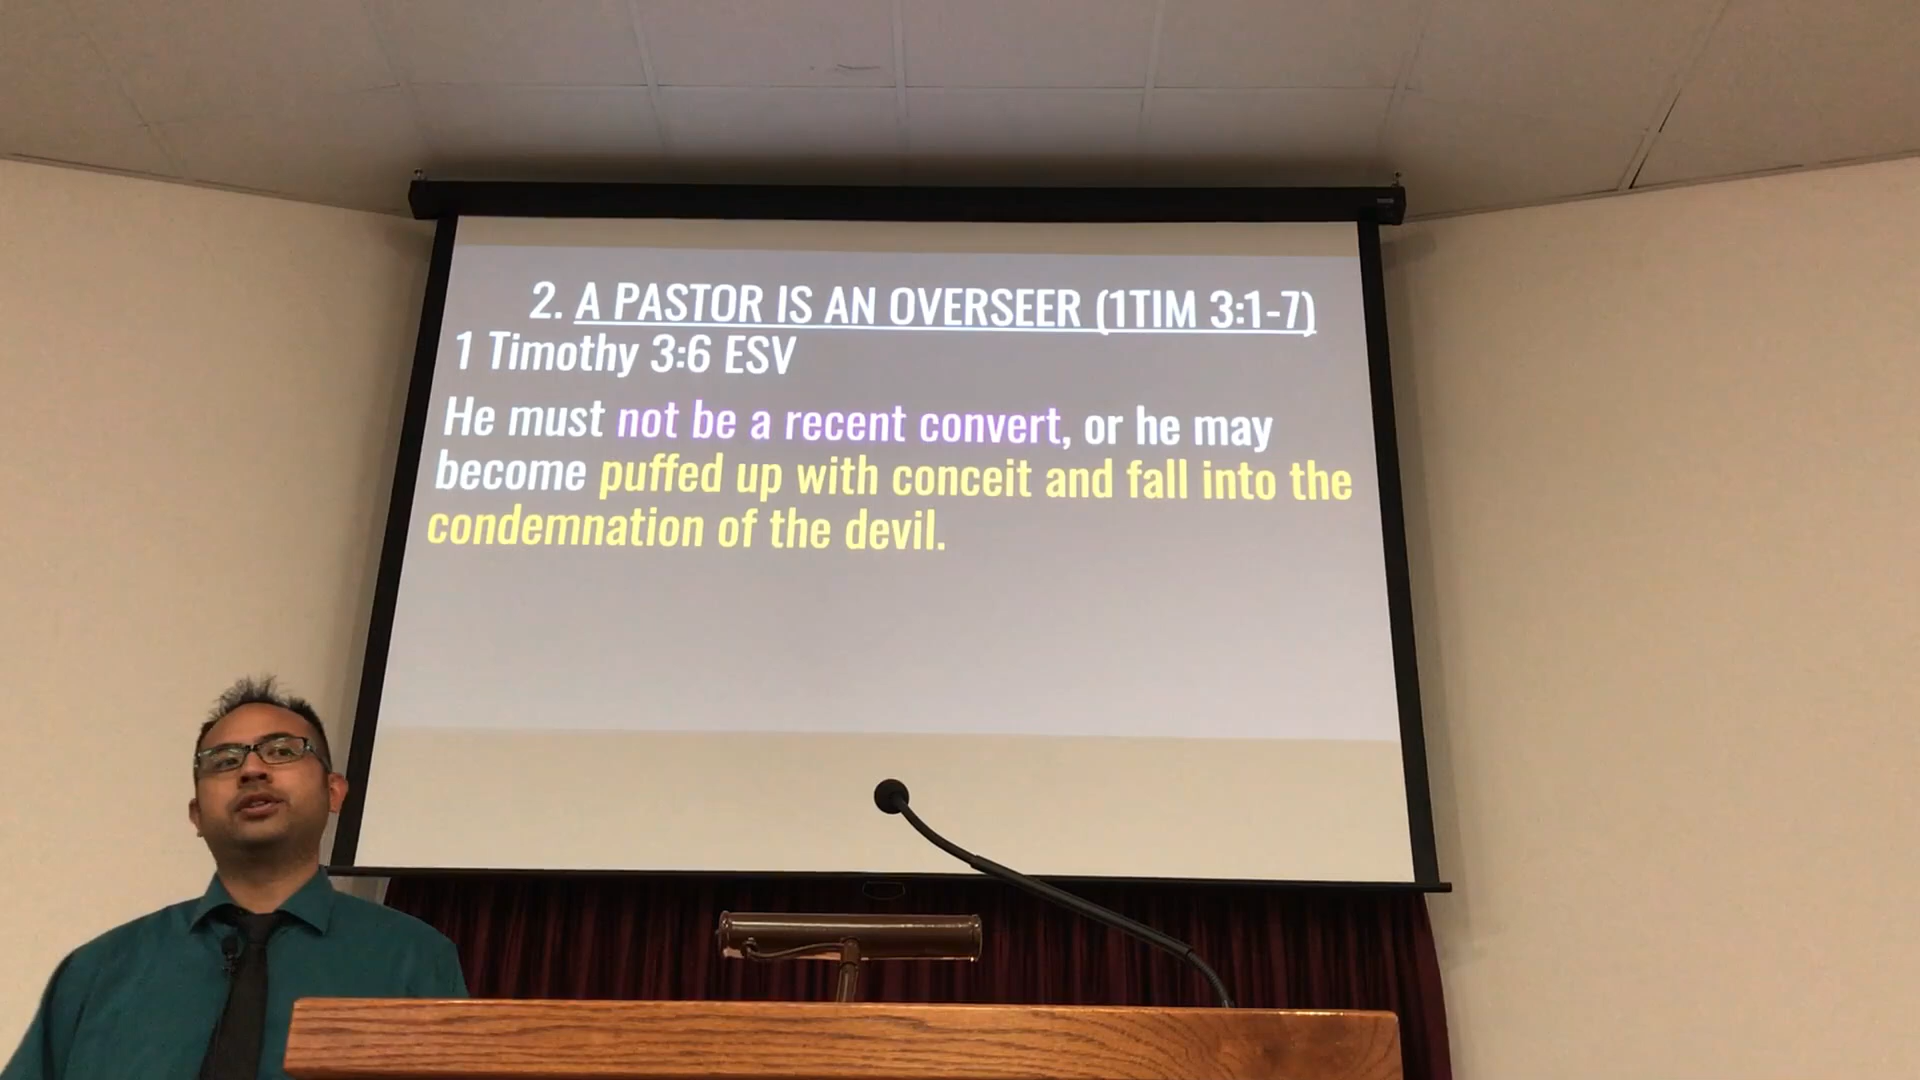 2. A PASTOR IS AN OVERSEER (1TIM 3:1-7)
1 Timothy 3:6 ESV
He must not be a recent convert, or he may
become puffed up with conceit and fall into the
condemnation of the devil.